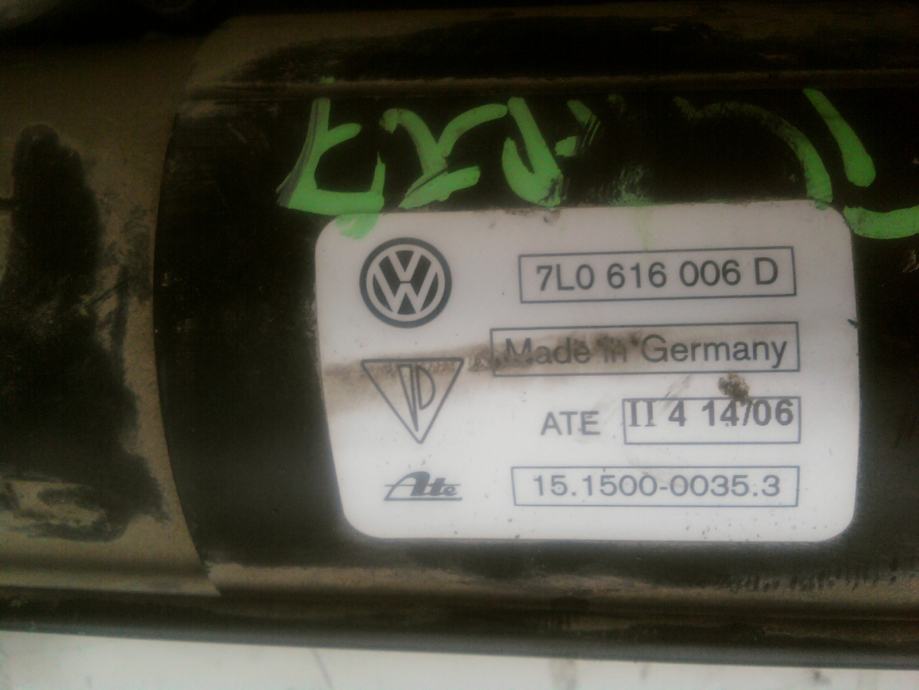 7L0 616 006 D
Made in Germany
ATE II 4 14/06
Ate
15.1500-0035.3